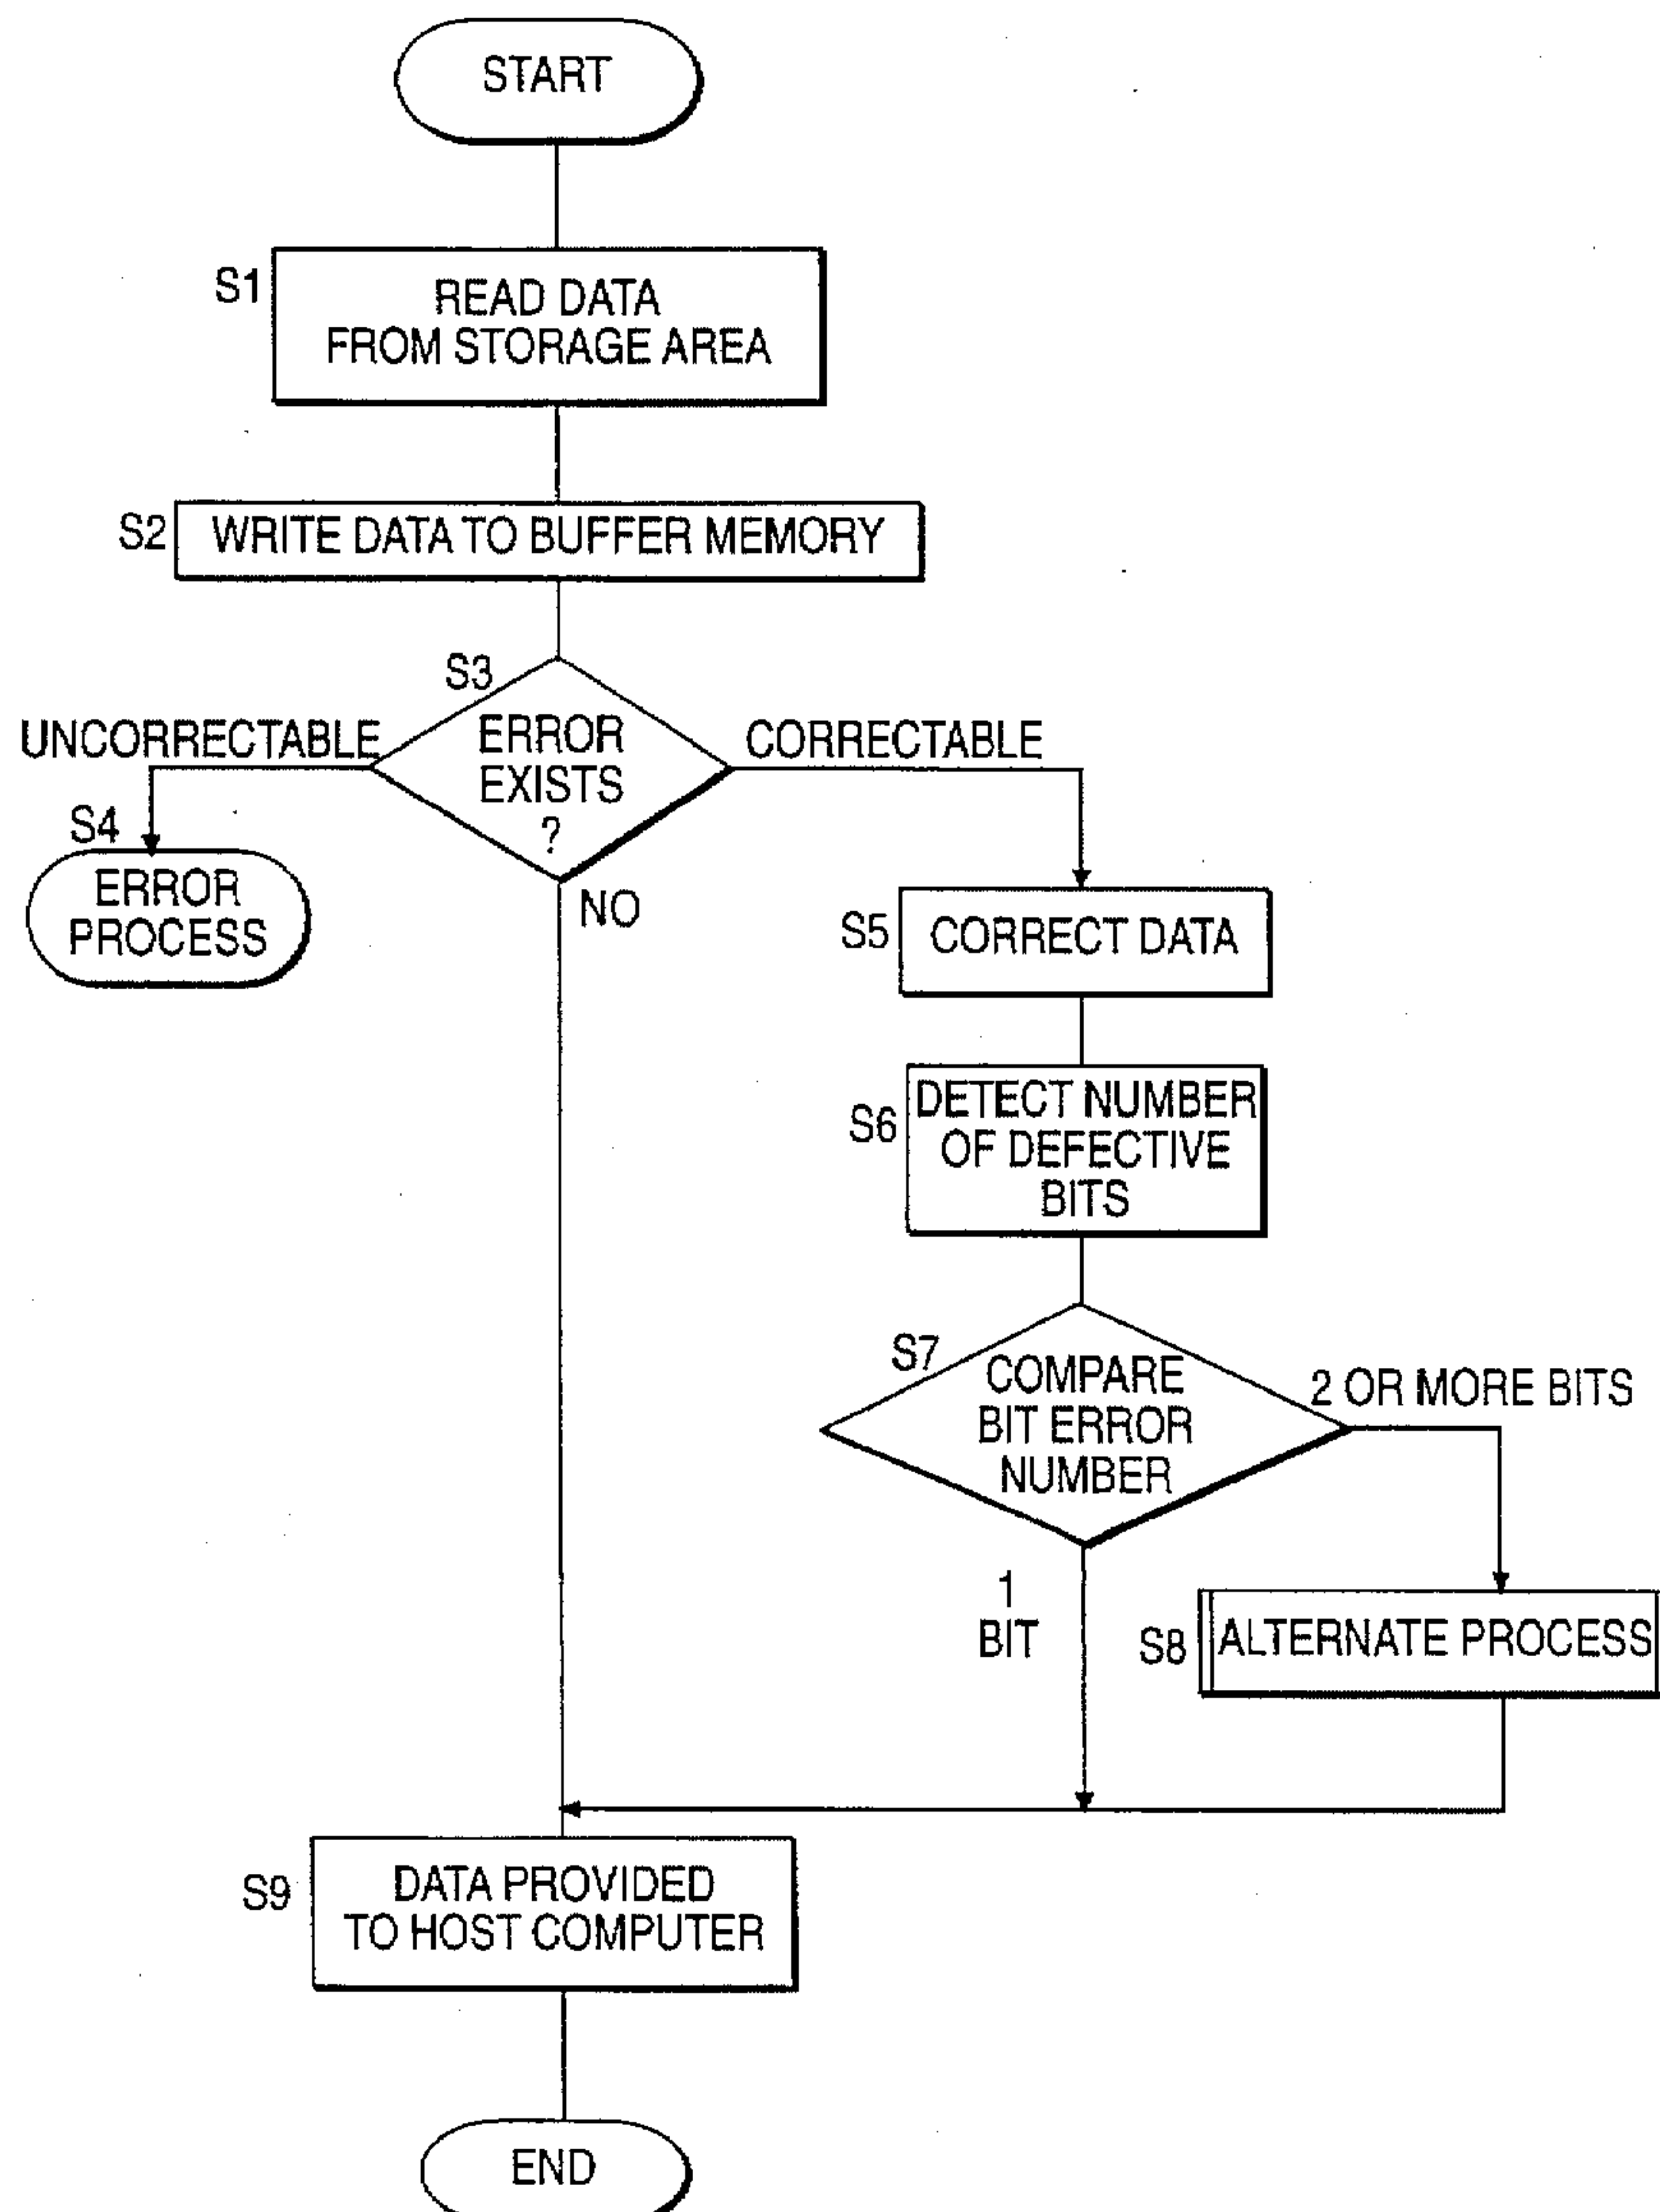 START
S1
READ DATA
FROM STORAGE AREA
S2
WRITE DATA TO BUFFER MEMORY
S3
ERROR
EXISTS
?
UNCORRECTABLE
CORRECTABLE
NO
S4
ERROR
PROCESS
S5
CORRECT DATA
S6
DETECT NUMBER
OF DEFECTIVE
BITS
S7
COMPARE
BIT ERROR
NUMBER
2 OR MORE BITS
1
BIT
S8
ALTERNATE PROCESS
S9
DATA PROVIDED
TO HOST COMPUTER
END